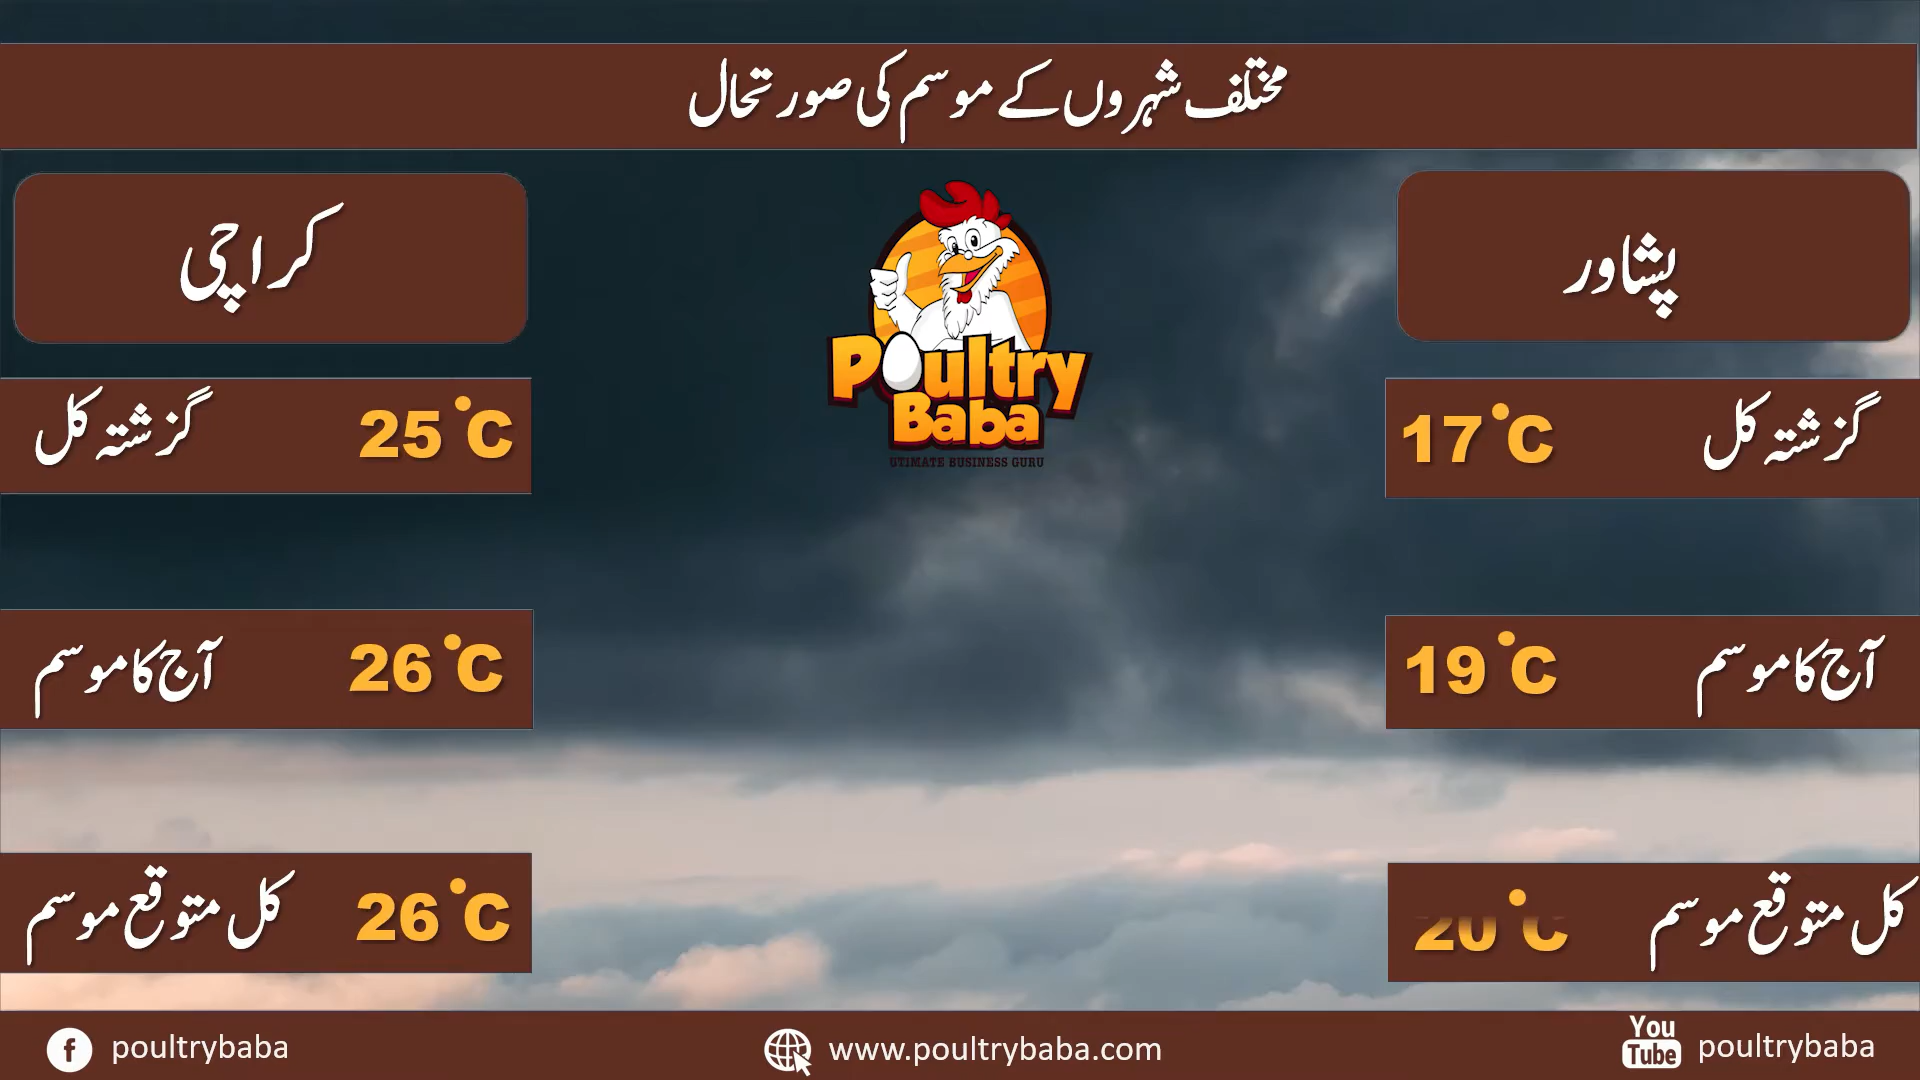 مختلف شہروں کے موسم کی صورتحال
پشاور
گزشتہ کل 17°C
آج کا موسم 19°C
کل متوقع موسم 20°C
کراچی
گزشتہ کل 25°C
آج کا موسم 26°C
کل متوقع موسم 26°C
Poultry
Baba
UTIMATE BUSINESS GURU
poultrybaba
www.poultrybaba.com
You
Tube
poultrybaba